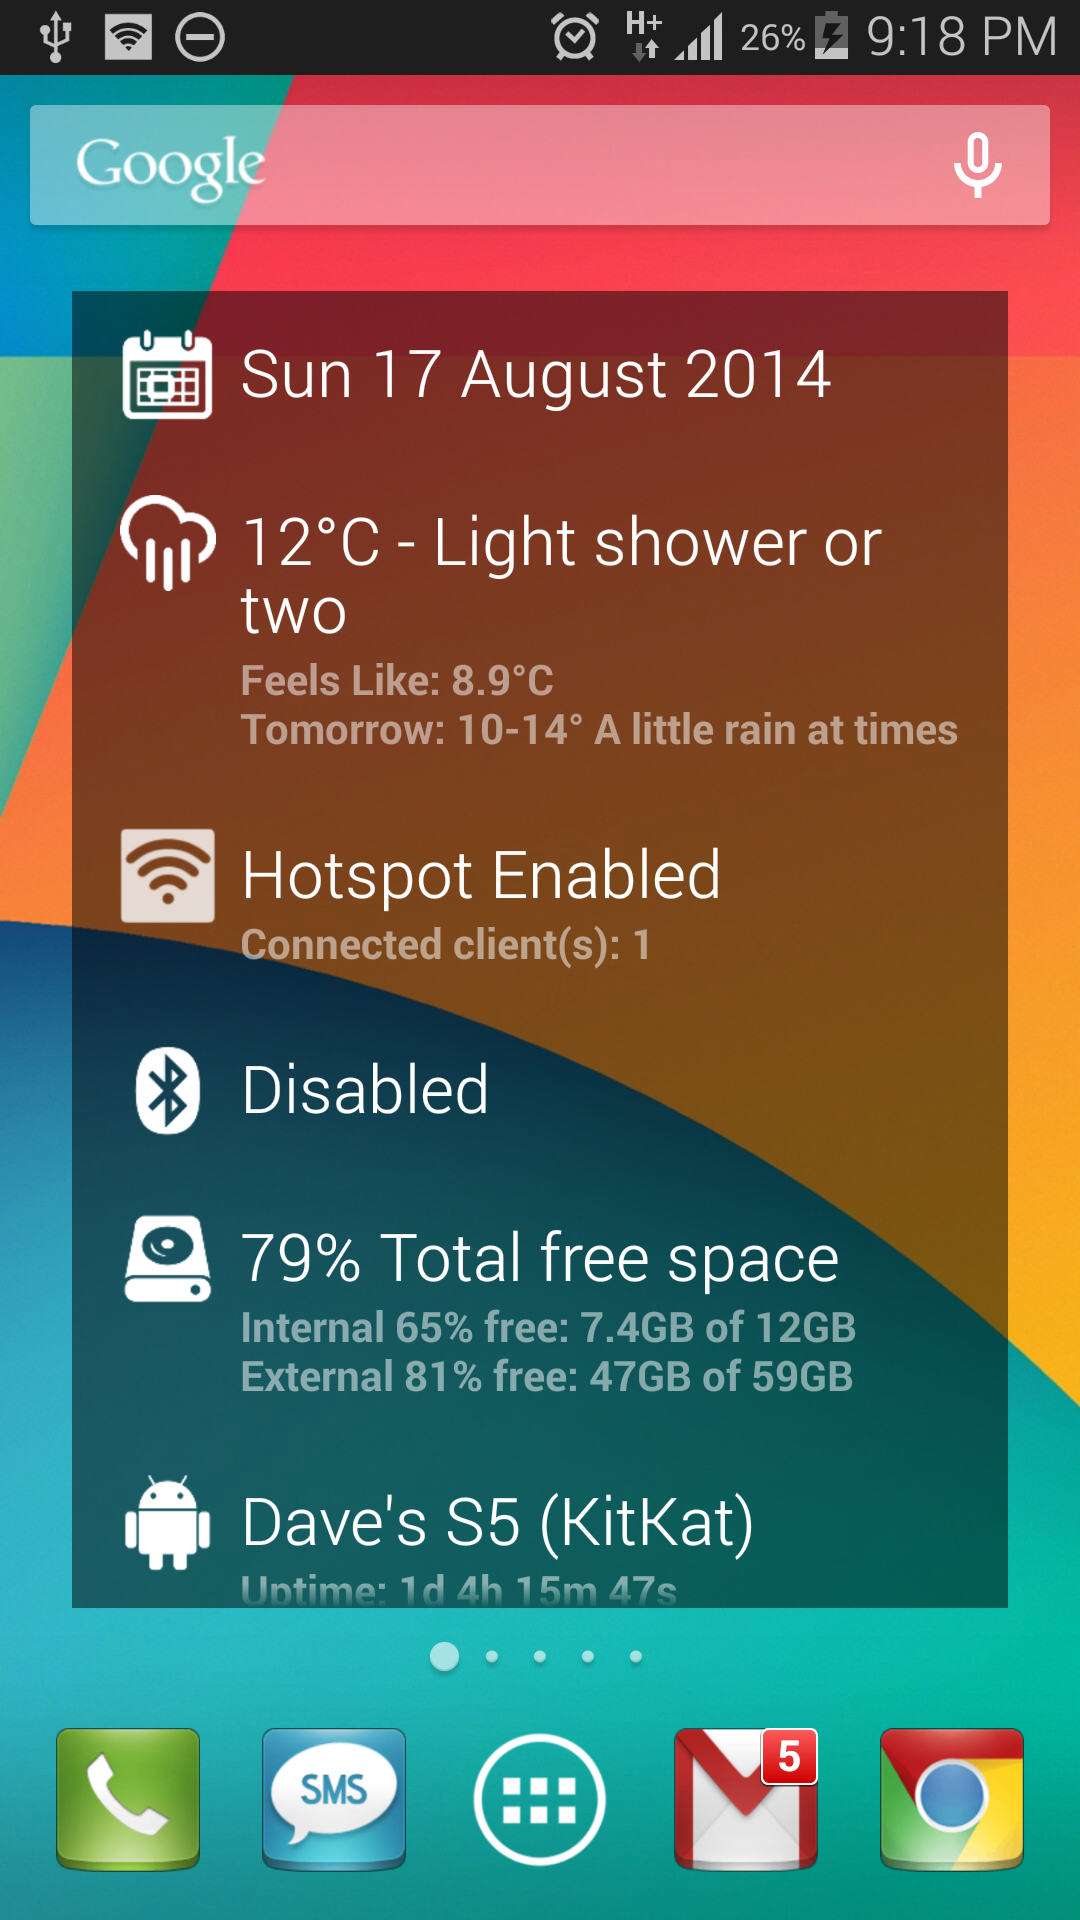 H+ 26% 9:18 PM
Google
Sun 17 August 2014
12°C - Light shower or
two
Feels Like: 8.9°C
Tomorrow: 10-14° A little rain at times
Hotspot Enabled
Connected client(s): 1
Disabled
79% Total free space
Internal 65% free: 7.4GB of 12GB
External 81% free: 47GB of 59GB
Dave's S5 (KitKat)
Uptime: 1d 4h 15m 47s
SMS
5